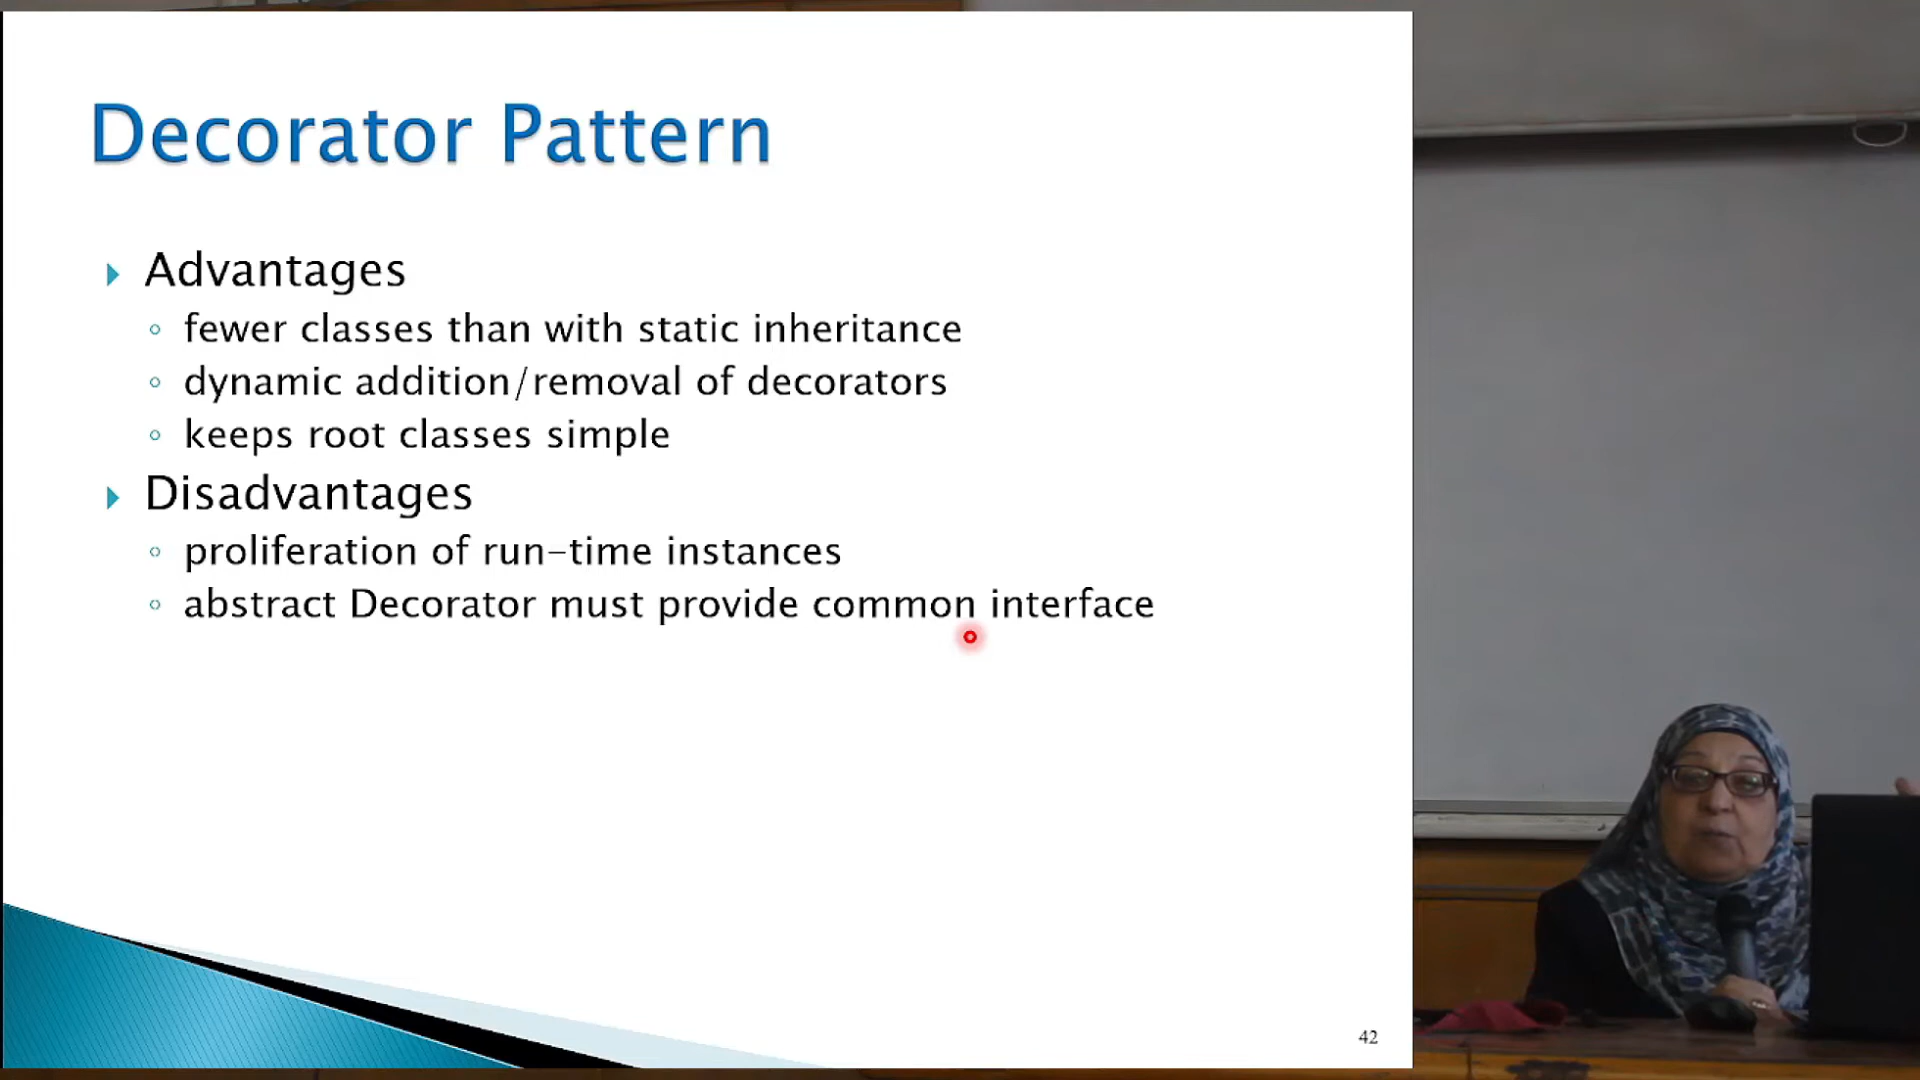 Decorator Pattern
Advantages
fewer classes than with static inheritance
dynamic addition/removal of decorators
keeps root classes simple
Disadvantages
proliferation of run-time instances
abstract Decorator must provide common interface
42